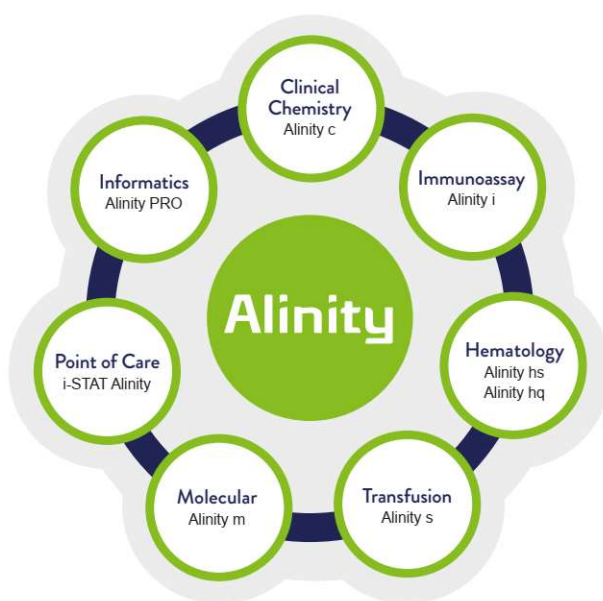 Clinical
Chemistry
Alinity c
Immunoassay
Alinity i
Hematology
Alinity hs
Alinity hq
Transfusion
Alinity s
Molecular
Alinity m
Point of Care
i-STAT Alinity
Informatics
Alinity PRO
Alinity